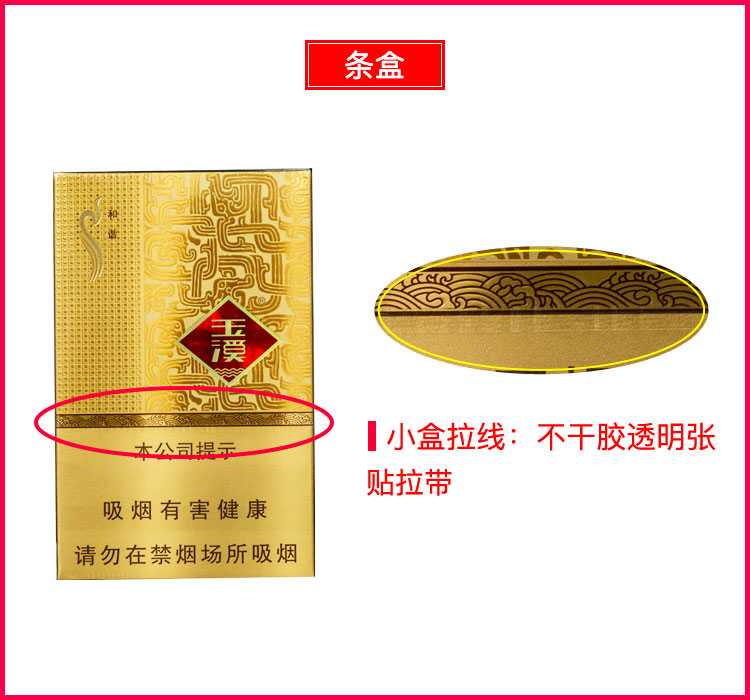 条盒
和
谐
玉
溪
®
本公司提示
吸烟有害健康
请勿在禁烟场所吸烟
小盒拉线：不干胶透明张
贴拉带